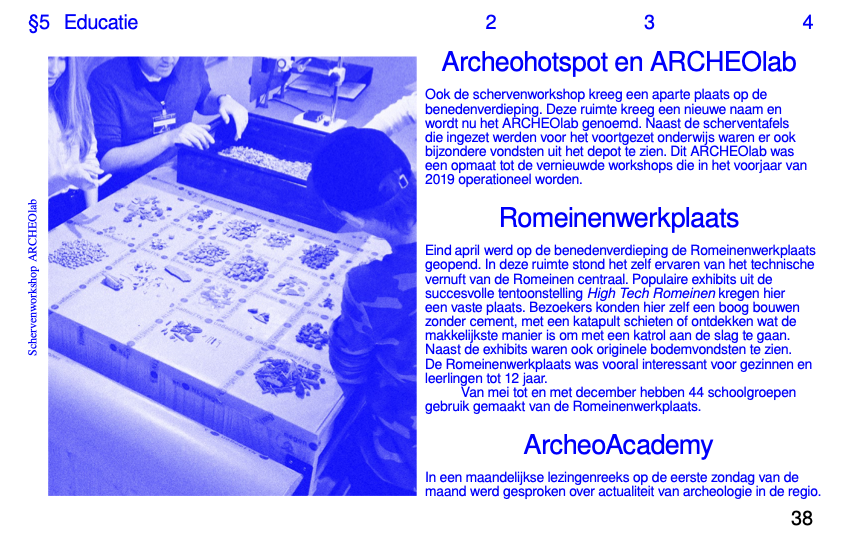 §5 Educatie 2 3 4
Schervenworkshop ARCHEOlab
Archeohotspot en ARCHEOlab
Ook de schervenworkshop kreeg een aparte plaats op de
benedenverdieping. Deze ruimte kreeg een nieuwe naam en
wordt nu het ARCHEOlab genoemd. Naast de scherventafels
die ingezet werden voor het voortgezet onderwijs waren er ook
bijzondere vondsten uit het depot te zien. Dit ARCHEOlab was
een opmaat tot de vernieuwde workshops die in het voorjaar van
2019 operationeel worden.
Romeinenwerkplaats
Eind april werd op de benedenverdieping de Romeinenwerkplaats
geopend. In deze ruimte stond het zelf ervaren van het technische
vernuft van de Romeinen centraal. Populaire exhibits uit de
succesvolle tentoonstelling High Tech Romeinen kregen hier
een vaste plaats. Bezoekers konden hier zelf een boog bouwen
zonder cement, met een katapult schieten of ontdekken wat de
makkelijkste manier is om met een katrol aan de slag te gaan.
Naast de exhibits waren ook originele bodemvondsten te zien.
De Romeinenwerkplaats was vooral interessant voor gezinnen en
leerlingen tot 12 jaar.
Van mei tot en met december hebben 44 schoolgroepen
gebruik gemaakt van de Romeinenwerkplaats.
ArcheoAcademy
In een maandelijkse lezingenreeks op de eerste zondag van de
maand werd gesproken over actualiteit van archeologie in de regio.
38